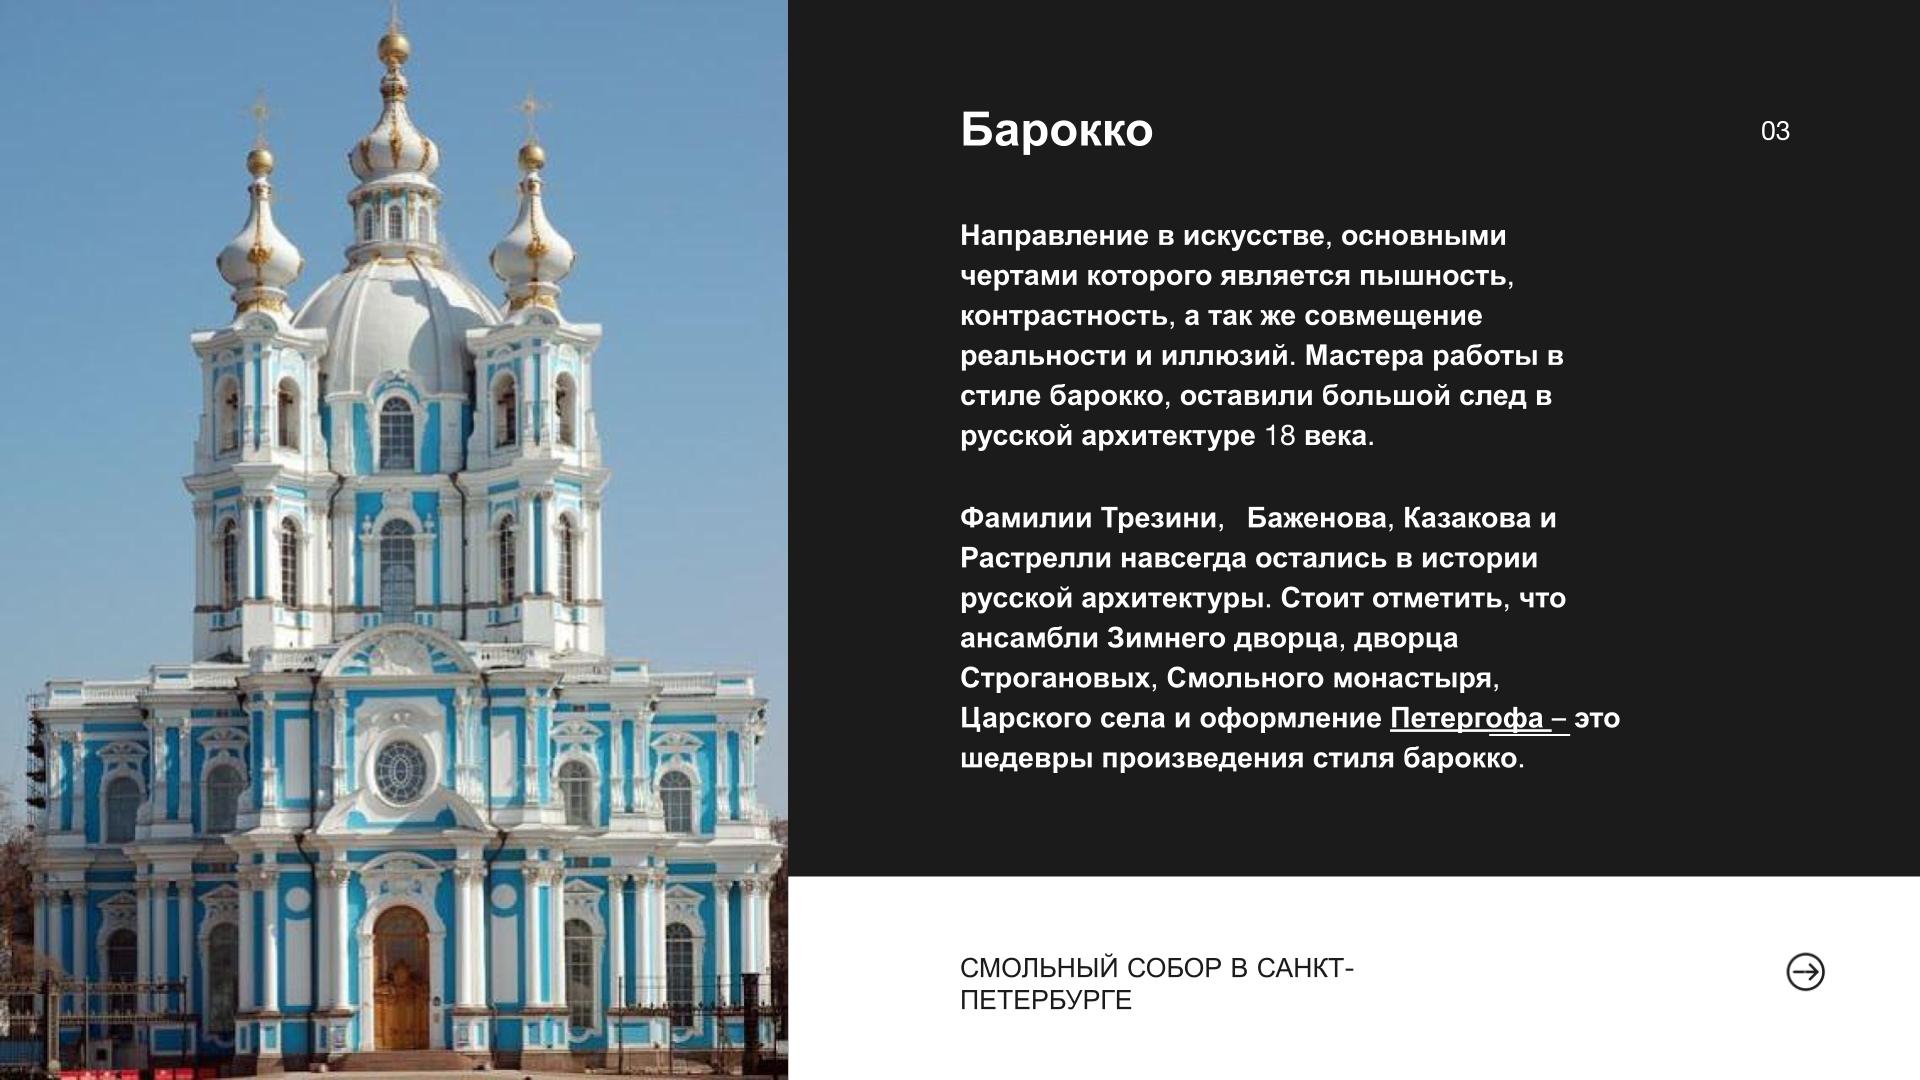 Барокко
03
Направление в искусстве, основными
чертами которого является пышность,
контрастность, а так же совмещение
реальности и иллюзий. Мастера работы в
стиле барокко, оставили большой след в
русской архитектуре 18 века.
Фамилии Трезини, Баженова, Казакова и
Растрелли навсегда остались в истории
русской архитектуры. Стоит отметить, что
ансамбли Зимнего дворца, дворца
Строгановых, Смольного монастыря,
Царского села и оформление Петергофа – это
шедевры произведения стиля барокко.
СМОЛЬНЫЙ СОБОР В САНКТ-
ПЕТЕРБУРГЕ